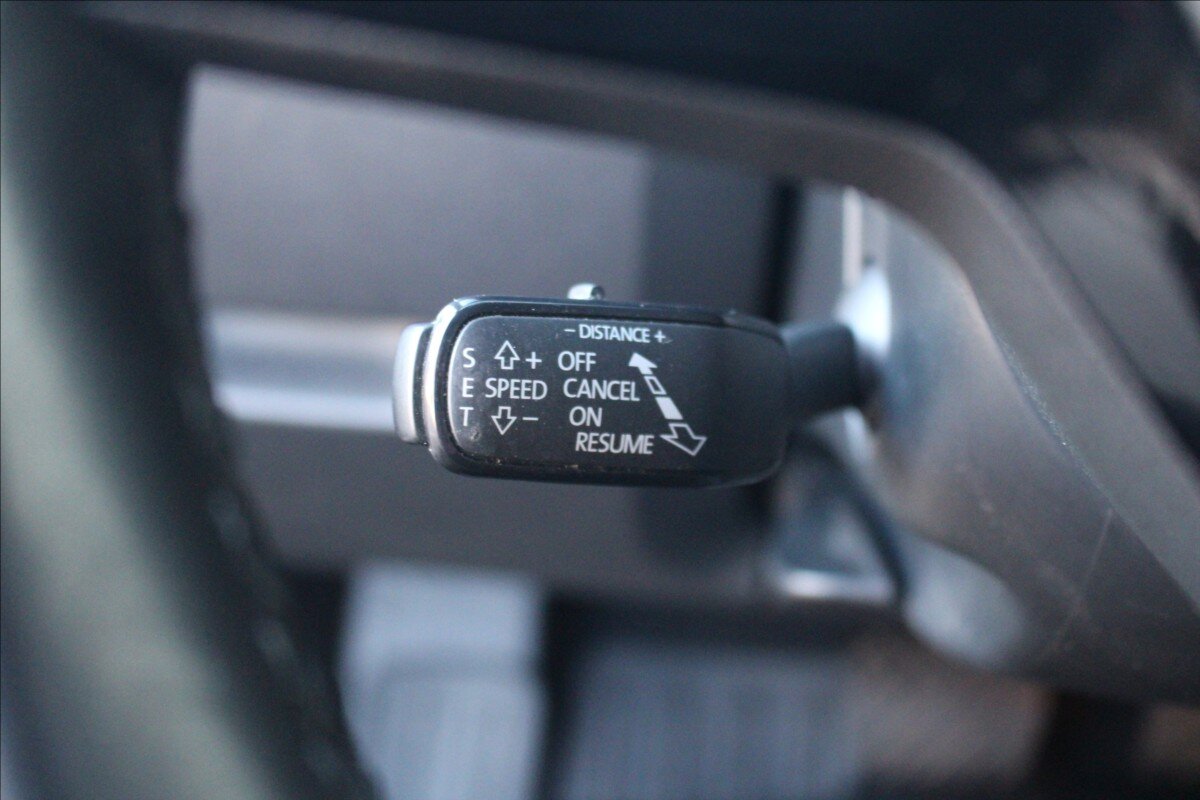 – DISTANCE +
S + OFF
E SPEED CANCEL
T – ON
RESUME